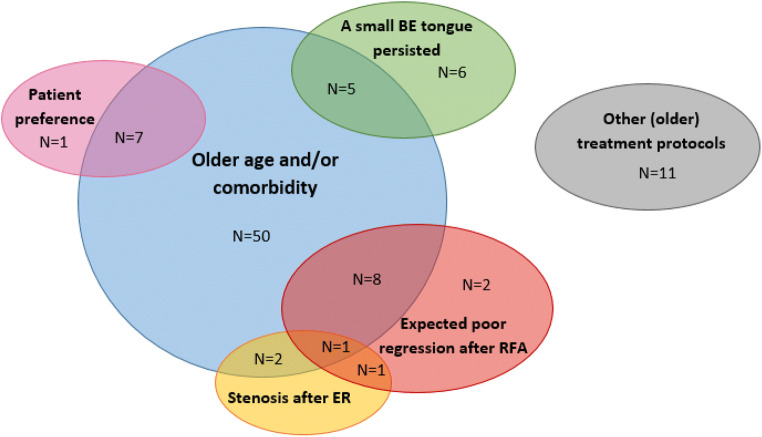 A small BE tongue
persisted
N=6
N=5
Patient
preference
N=1
N=7
Other (older)
treatment protocols
N=11
Older age and/or
comorbidity
N=50
N=8
N=2
Expected poor
regression after RFA
N=1
N=2
N=1
Stenosis after ER